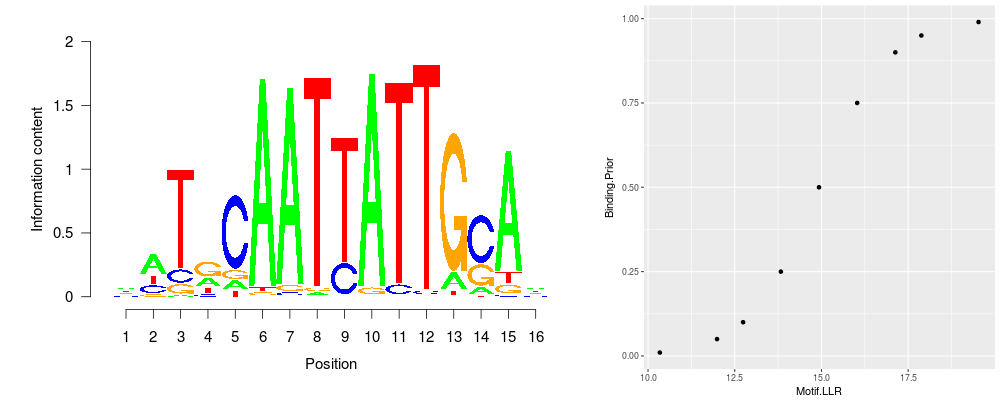 2
1.5
1
0.5
0
Information content
A T G C A A T T A T T G C A
1 2 3 4 5 6 7 8 9 10 11 12 13 14 15 16
Position
1.00
0.75
0.50
0.25
0.00
Binding.Prior
10.0 12.5 15.0 17.5
Motif.LLR